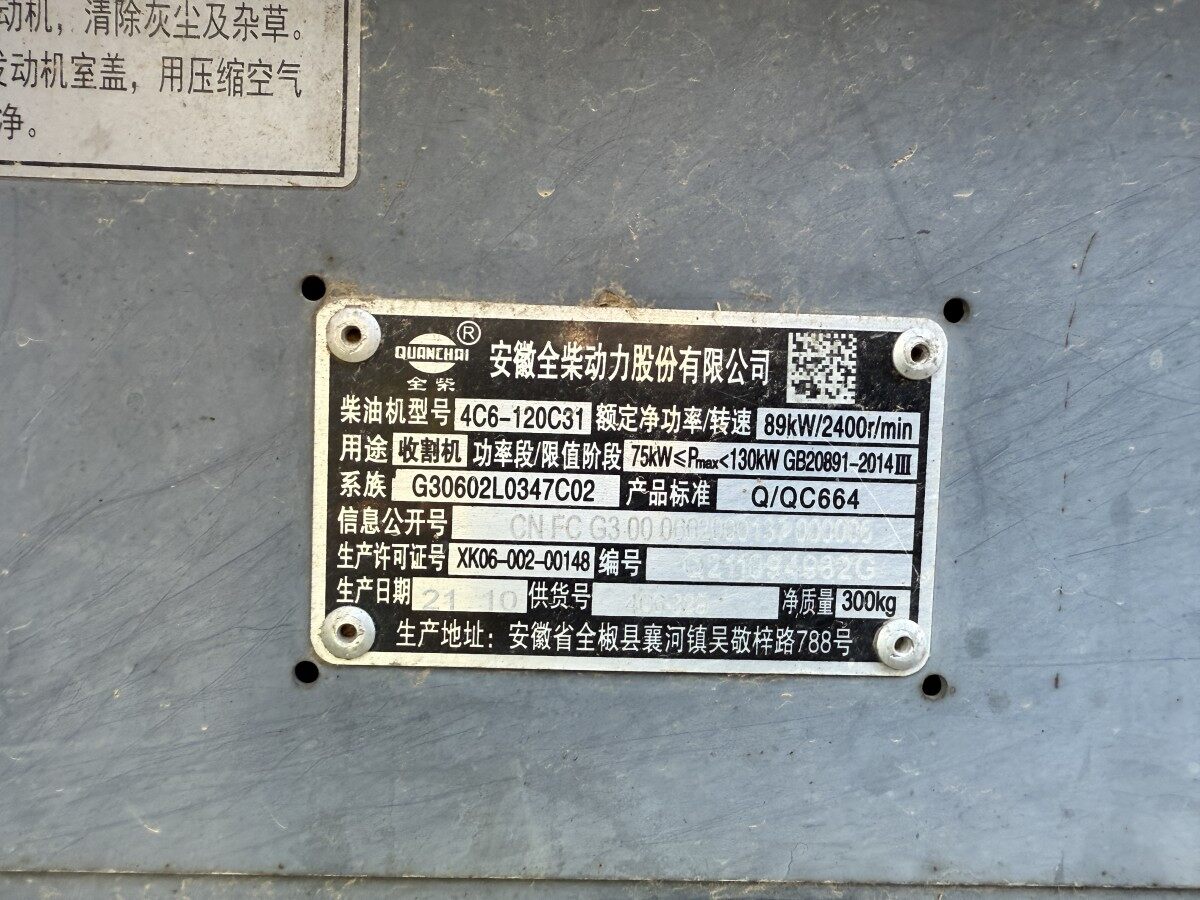 动机，清除灰尘及杂草。
发动机室盖，用压缩空气
净。
QUANCHAI ®
全柴
安徽全柴动力股份有限公司
柴油机型号 4C6-120C31 额定净功率/转速 89kW/2400r/min
用途 收割机 功率段/限值阶段 75kW≤Pmax<130kW GB20891-2014Ⅲ
系族 G30602L0347C02 产品标准 Q/QC664
信息公开号 CN FC G3 00
生产许可证号 XK06-002-00148 编号
生产日期 21 10 供货号 净质量 300kg
生产地址：安徽省全椒县襄河镇吴敬梓路788号